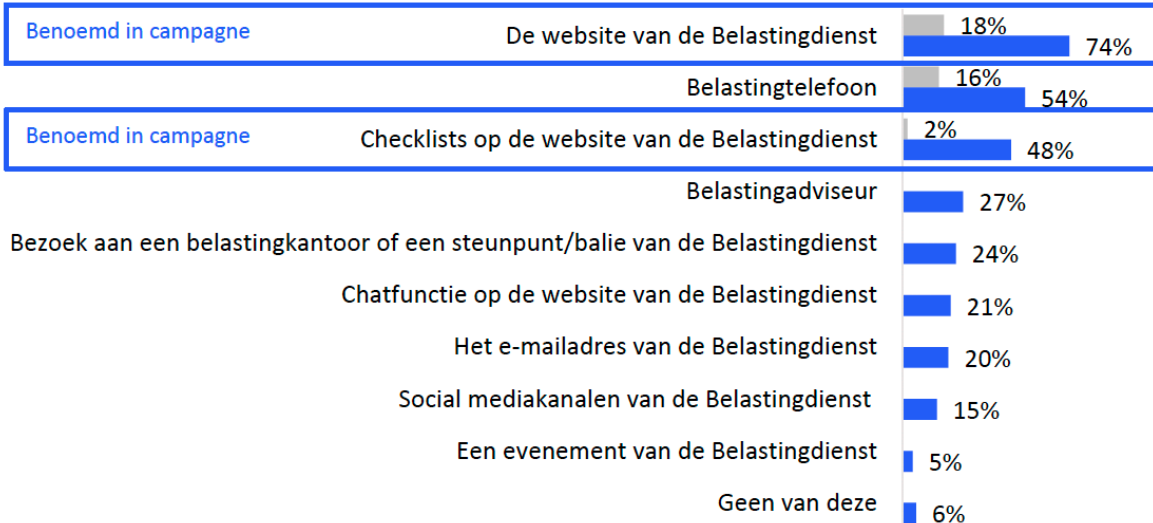 Benoemd in campagne
De website van de Belastingdienst
18%
74%
Belastingtelefoon
16%
54%
Benoemd in campagne
Checklists op de website van de Belastingdienst
2%
48%
Belastingadviseur
27%
Bezoek aan een belastingkantoor of een steunpunt/balie van de Belastingdienst
24%
Chatfunctie op de website van de Belastingdienst
21%
Het e-mailadres van de Belastingdienst
20%
Social mediakanalen van de Belastingdienst
15%
Een evenement van de Belastingdienst
5%
Geen van deze
6%